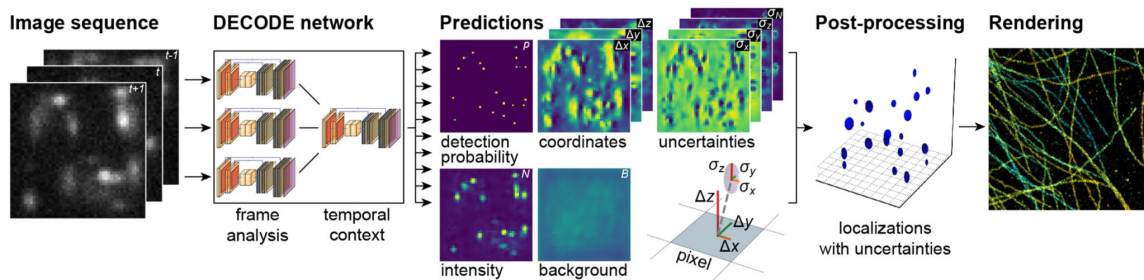 Image sequence
t-1
t
t+1
DECODE network
frame
analysis
temporal
context
Predictions
p
detection
probability
Δz
Δy
Δx
coordinates
σN
σz
σy
σx
uncertainties
N
intensity
B
background
σz
σy
σx
Δz
Δy
Δx
pixel
Post-processing
localizations
with uncertainties
Rendering